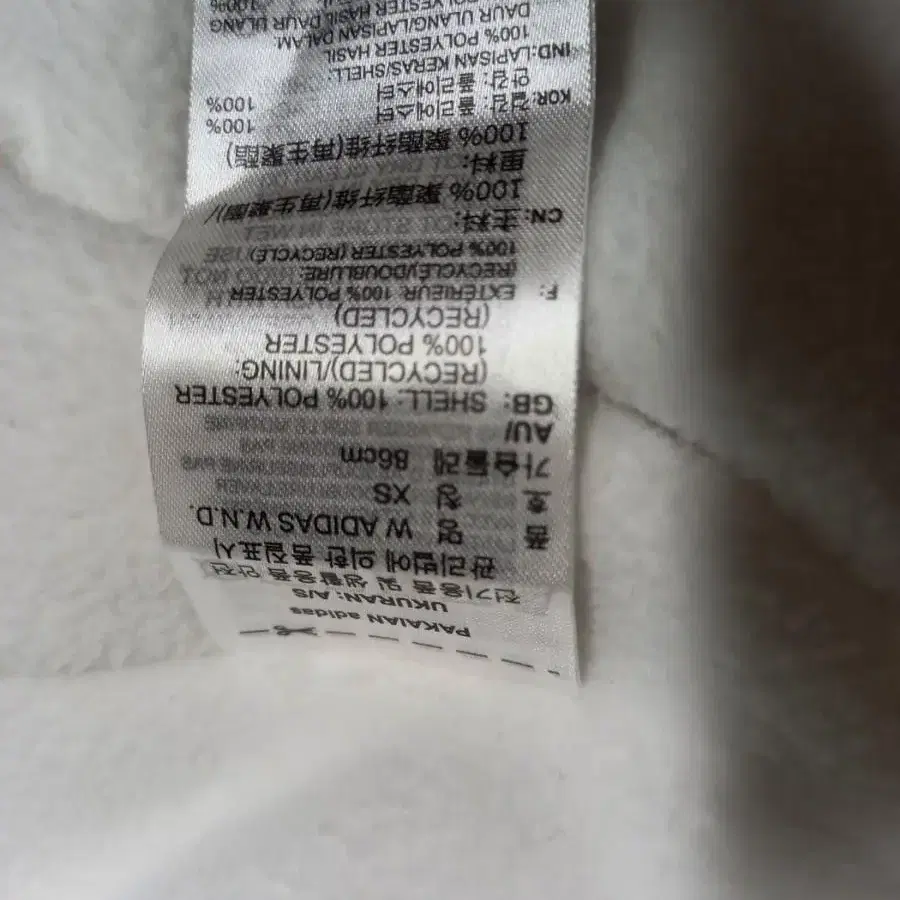 PAKAIAN adidas
UKURAN: A/S
전기용품 및 생활용품 안전
관리법에 의한 품질표시
품 명 W ADIDAS W.N.D.
호 칭 XS
가슴둘레 86cm
AU/
GB: SHELL: 100% POLYESTER
(RECYCLED)/LINING:
100% POLYESTER
(RECYCLED)
F: EXTÉRIEUR: 100% POLYESTER
(RECYCLÉ)/DOUBLURE:
100% POLYESTER (RECYCLÉ)
CN: 主料:
100% 聚酯纤维(再生聚酯)/
里料:
100% 聚酯纤维(再生聚酯)
KOR: 겉감: 폴리에스터 100%
안감: 폴리에스터 100%
IND: LAPISAN KERAS/SHELL:
100% POLYESTER HASIL
DAUR ULANG/LAPISAN DALAM:
100% POLYESTER HASIL DAUR ULANG